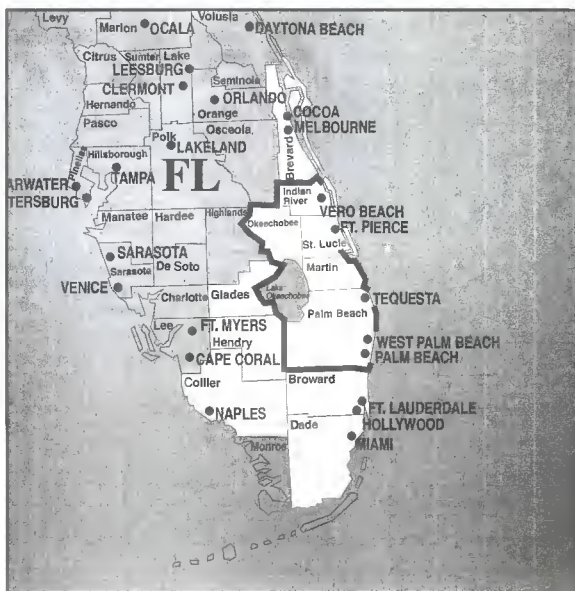 Levy
Marion
OCALA
Volusia
DAYTONA BEACH
Citrus
Sumter
Lake
LEESBURG
Seminola
CLERMONT
Hernando
ORLANDO
Orange
COCOA
Pasco
Osceola
MELBOURNE
Polk
LAKELAND
Brevard
Hillsborough
Pinellas
TAMPA
FL
ARWATER
TERSBURG
Indian
River
VERO BEACH
Manatee
Hardee
Highlands
Okeechobee
FT. PIERCE
St. Lucie
SARASOTA
De Soto
Martin
Sarasota
Lake
Okeechobee
VENICE
Charlotte
Glades
TEQUESTA
Palm Beach
Lee
FT. MYERS
Hendry
WEST PALM BEACH
CAPE CORAL
PALM BEACH
Collier
Broward
NAPLES
FT. LAUDERDALE
Dade
HOLLYWOOD
Monroe
MIAMI